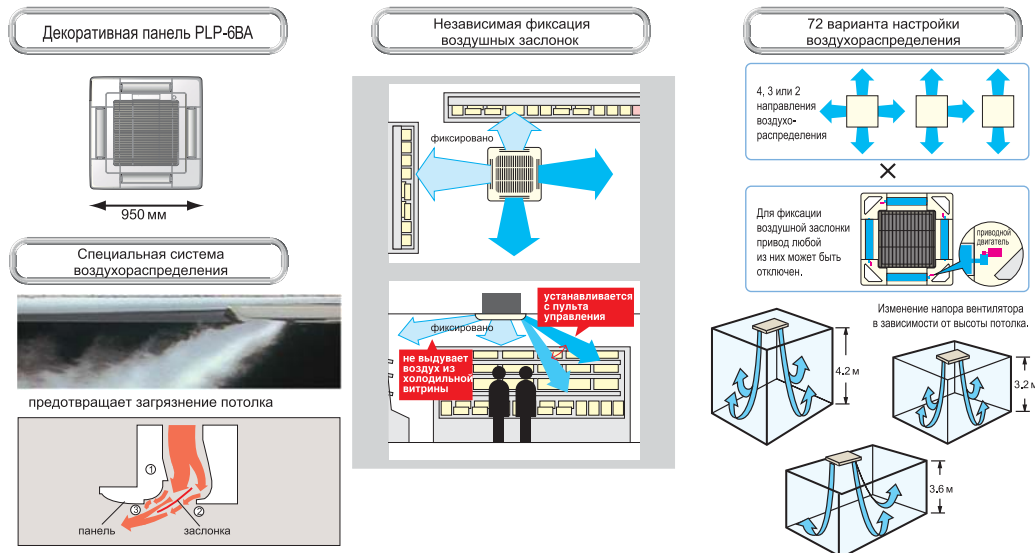 Декоративная панель PLP-6BA
950 мм
Специальная система
воздухораспределения
предотвращает загрязнение потолка
①
③
②
панель
заслонка
Независимая фиксация
воздушных заслонок
фиксировано
устанавливается
с пульта
управления
фиксировано
не выдувает
воздух из
холодильной
витрины
72 варианта настройки
воздухораспределения
4, 3 или 2
направления
воздухо-
распределения
×
Для фиксации
воздушной заслонки
привод любой
из них может быть
отключен.
приводной
двигатель
Изменение напора вентилятора
в зависимости от высоты потолка.
4.2 м
3.2 м
3.6 м